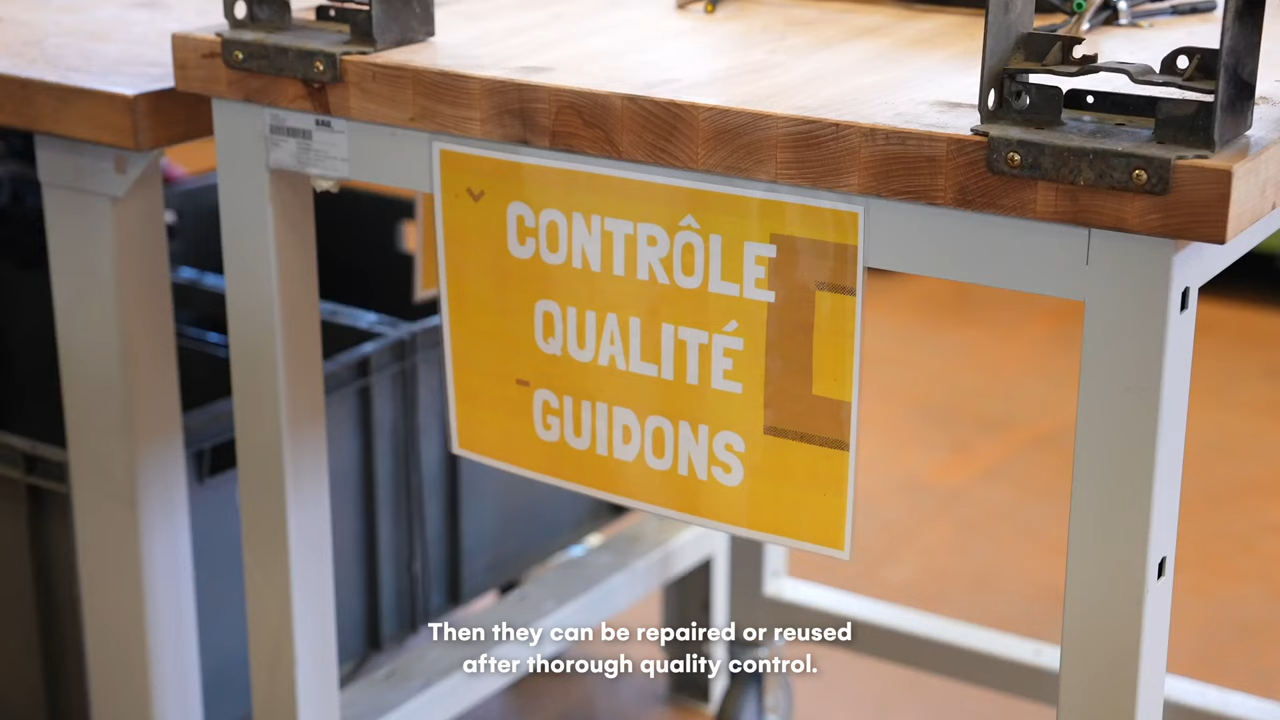 CONTRÔLE
QUALITÉ
GUIDONS
Then they can be repaired or reused
after thorough quality control.